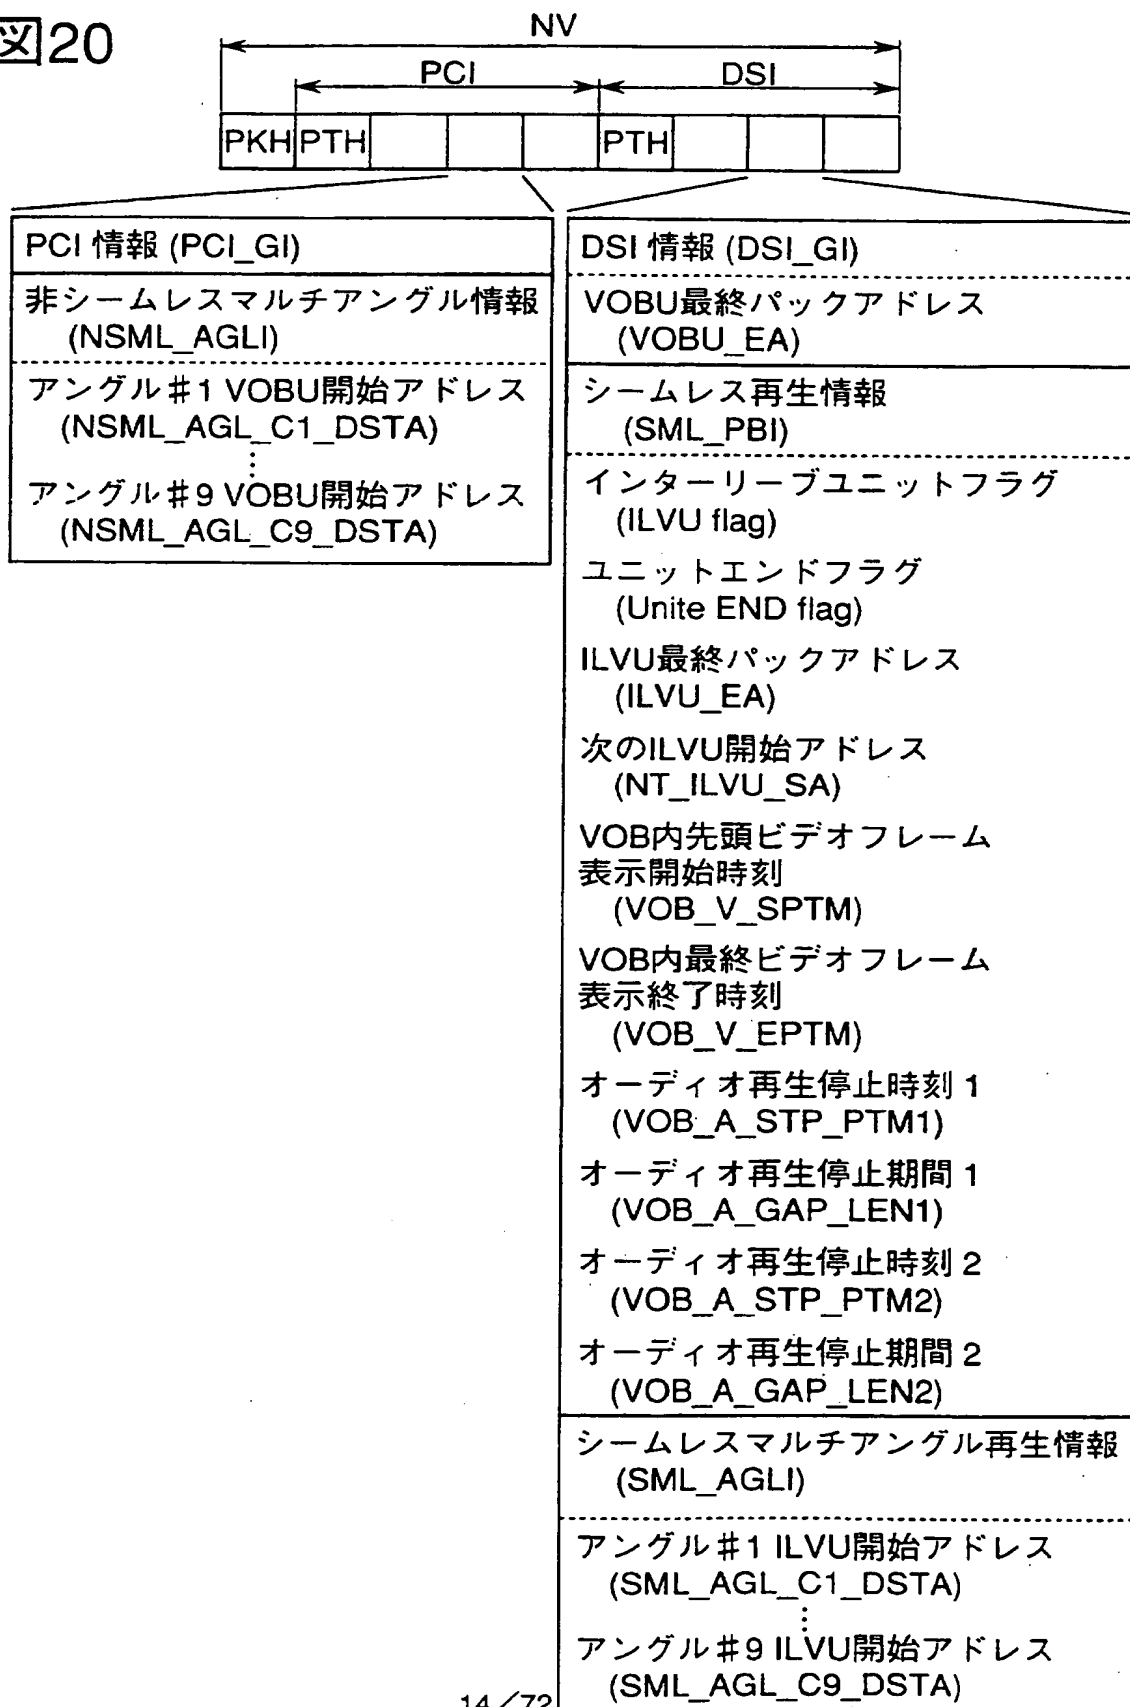 図20
NV
PCI
DSI
PKH PTH PTH
PCI 情報 (PCI_GI)
非シームレスマルチアングル情報
(NSML_AGLI)
アングル#1 VOBU開始アドレス
(NSML_AGL_C1_DSTA)
⋮
アングル#9 VOBU開始アドレス
(NSML_AGL_C9_DSTA)
DSI 情報 (DSI_GI)
VOBU最終パックアドレス
(VOBU_EA)
シームレス再生情報
(SML_PBI)
インターリーブユニットフラグ
(ILVU flag)
ユニットエンドフラグ
(Unite END flag)
ILVU最終パックアドレス
(ILVU_EA)
次のILVU開始アドレス
(NT_ILVU_SA)
VOB内先頭ビデオフレーム
表示開始時刻
(VOB_V_SPTM)
VOB内最終ビデオフレーム
表示終了時刻
(VOB_V_EPTM)
オーディオ再生停止時刻 1
(VOB_A_STP_PTM1)
オーディオ再生停止期間 1
(VOB_A_GAP_LEN1)
オーディオ再生停止時刻 2
(VOB_A_STP_PTM2)
オーディオ再生停止期間 2
(VOB_A_GAP_LEN2)
シームレスマルチアングル再生情報
(SML_AGLI)
アングル#1 ILVU開始アドレス
(SML_AGL_C1_DSTA)
⋮
アングル#9 ILVU開始アドレス
(SML_AGL_C9_DSTA)
14/72